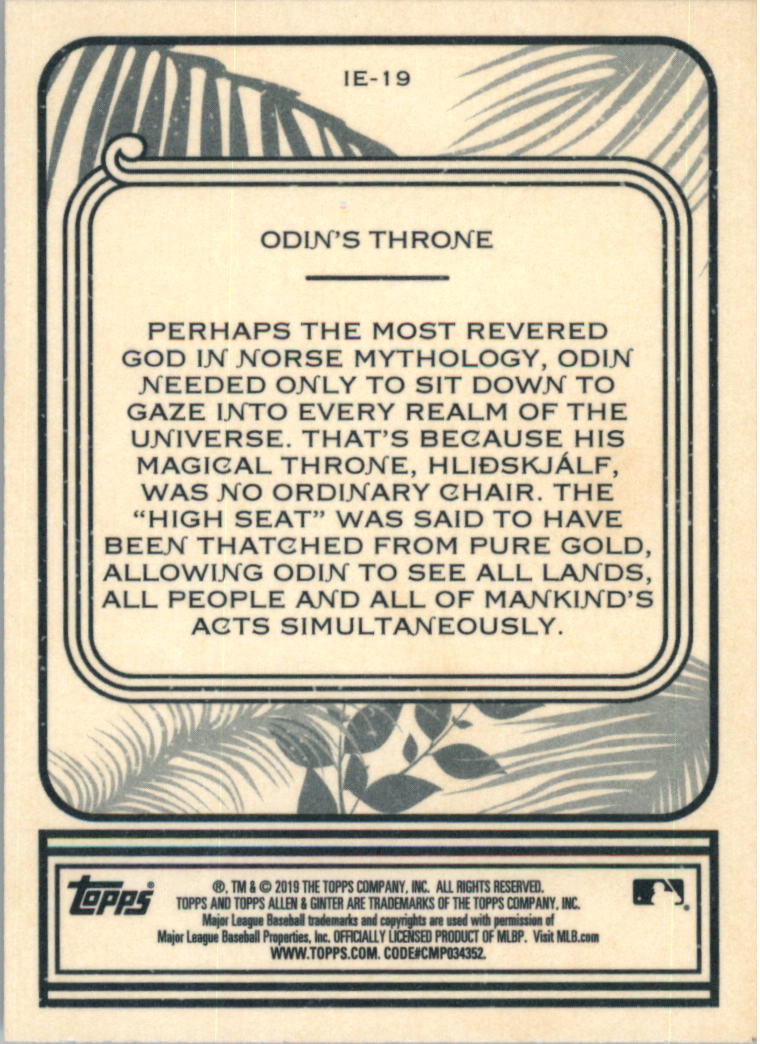 IE-19
ODIN'S THRONE
PERHAPS THE MOST REVERED
GOD IN NORSE MYTHOLOGY, ODIN
NEEDED ONLY TO SIT DOWN TO
GAZE INTO EVERY REALM OF THE
UNIVERSE. THAT'S BECAUSE HIS
MAGICAL THRONE, HLIÐSKJÁLF,
WAS NO ORDINARY CHAIR. THE
“HIGH SEAT” WAS SAID TO HAVE
BEEN THATCHED FROM PURE GOLD,
ALLOWING ODIN TO SEE ALL LANDS,
ALL PEOPLE AND ALL OF MANKIND'S
ACTS SIMULTANEOUSLY.
topps®
®, TM & © 2019 THE TOPPS COMPANY, INC. ALL RIGHTS RESERVED.
TOPPS AND TOPPS ALLEN & GINTER ARE TRADEMARKS OF THE TOPPS COMPANY, INC.
Major League Baseball trademarks and copyrights are used with permission of
Major League Baseball Properties, Inc. OFFICIALLY LICENSED PRODUCT OF MLBP. Visit MLB.com
WWW.TOPPS.COM. CODE#CMP034352.
®